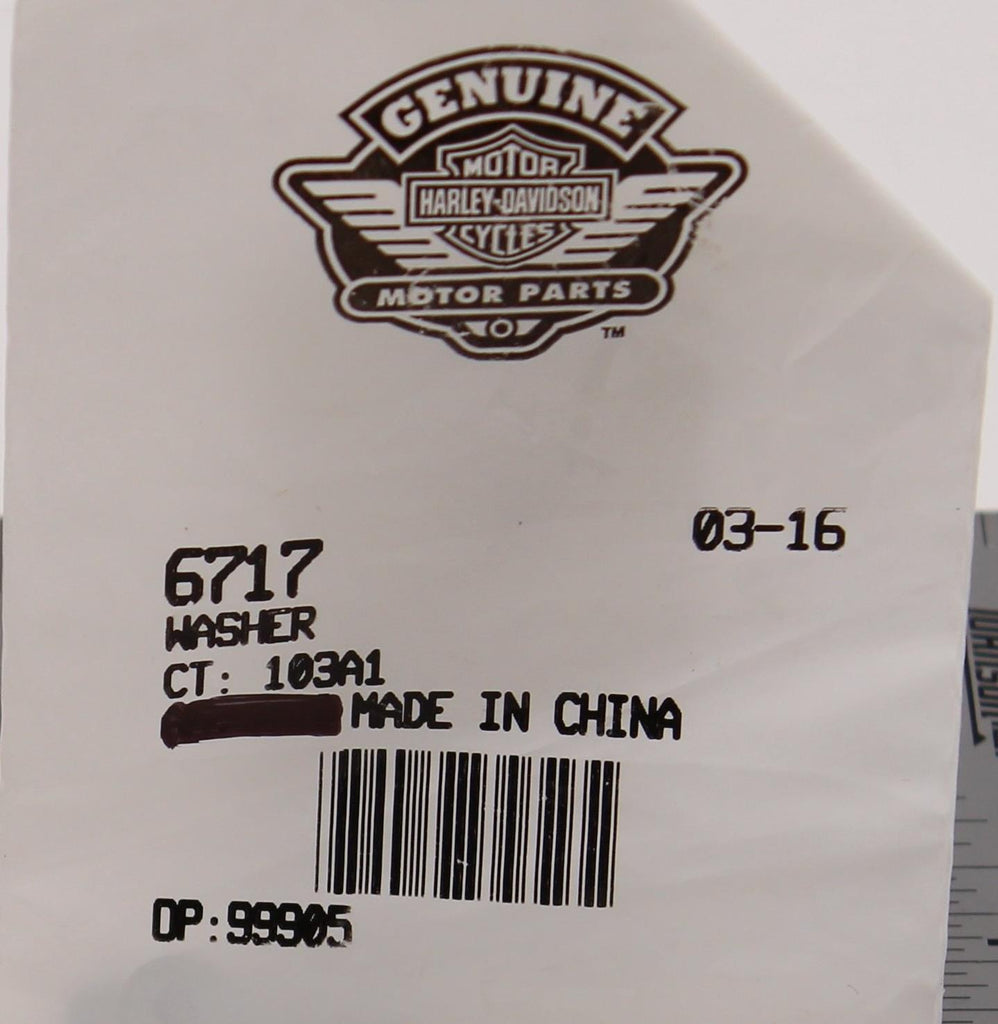 GENUINE
MOTOR
HARLEY-DAVIDSON
CYCLES
MOTOR PARTS
TM
03-16
6717
WASHER
CT: 103A1
MADE IN CHINA
OP:99905